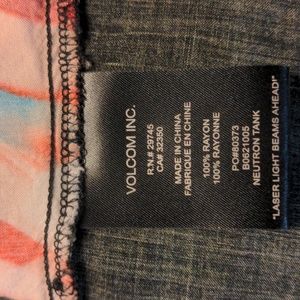 VOLCOM INC.
R.N.# 29745
CA# 32350
MADE IN CHINA
FABRIQUE EN CHINE
100% RAYON
100% RAYONNE
PO#80373
B0621005
NEUTRON TANK
"LASER LIGHT BEAMS AHEAD!"